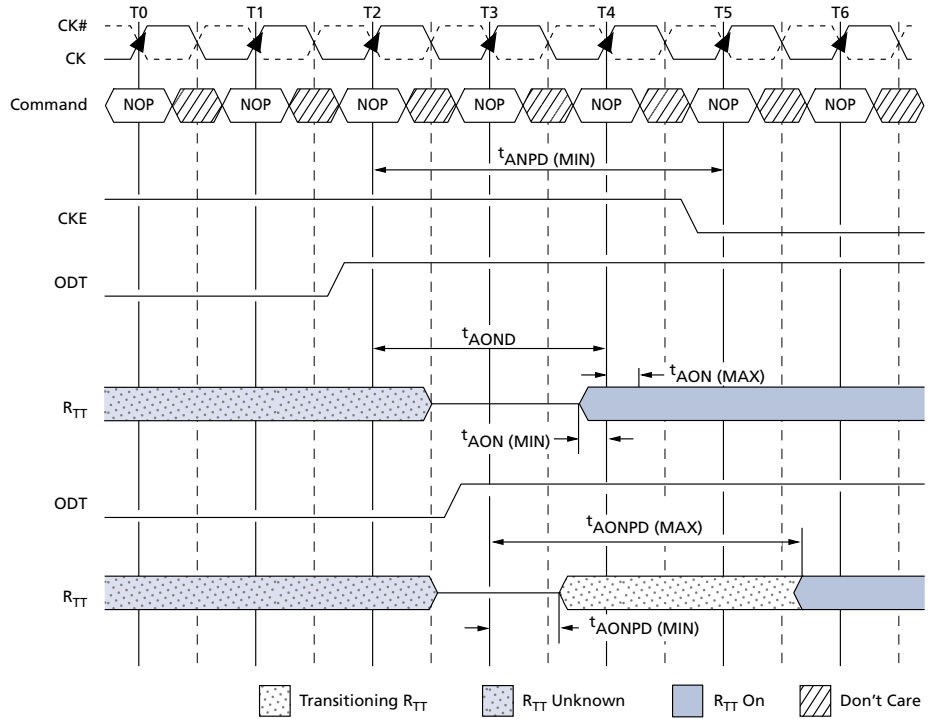 T0 T1 T2 T3 T4 T5 T6
CK#
CK
Command NOP NOP NOP NOP NOP NOP NOP
tANPD (MIN)
CKE
ODT
tAOND
tAON (MAX)
RTT
tAON (MIN)
ODT
tAONPD (MAX)
RTT
tAONPD (MIN)
Transitioning RTT RTT Unknown RTT On Don't Care